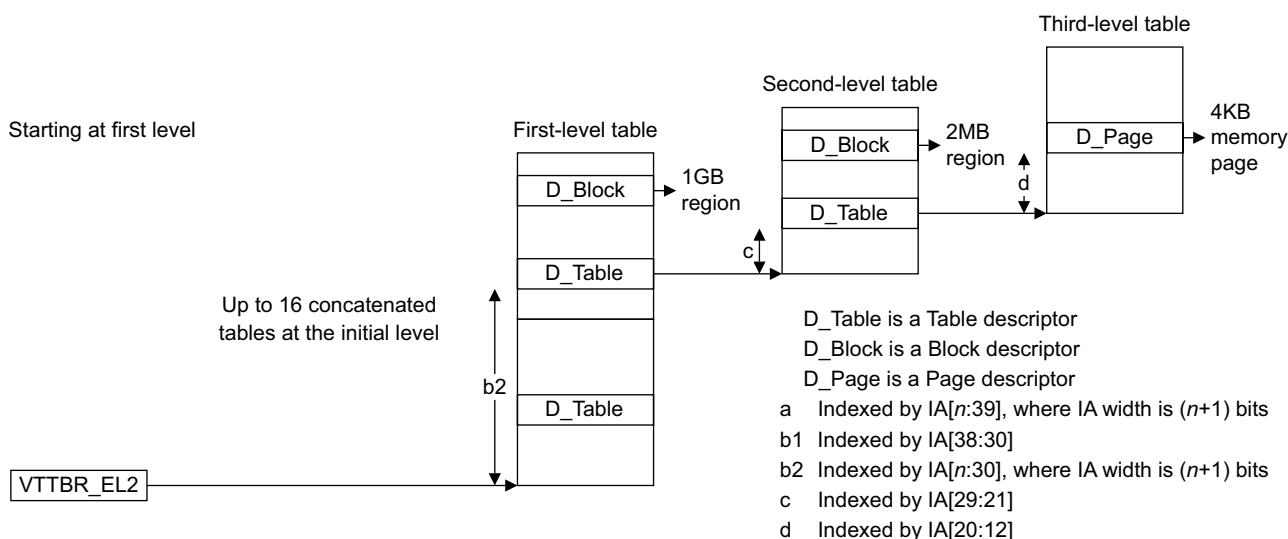 Third-level table
Second-level table
Starting at first level
First-level table
D_Block
1GB
region
D_Block
2MB
region
D_Page
4KB
memory
page
d
D_Table
c
D_Table
Up to 16 concatenated
tables at the initial level
b2
D_Table
VTTBR_EL2
D_Table is a Table descriptor
D_Block is a Block descriptor
D_Page is a Page descriptor
a Indexed by IA[n:39], where IA width is (n+1) bits
b1 Indexed by IA[38:30]
b2 Indexed by IA[n:30], where IA width is (n+1) bits
c Indexed by IA[29:21]
d Indexed by IA[20:12]